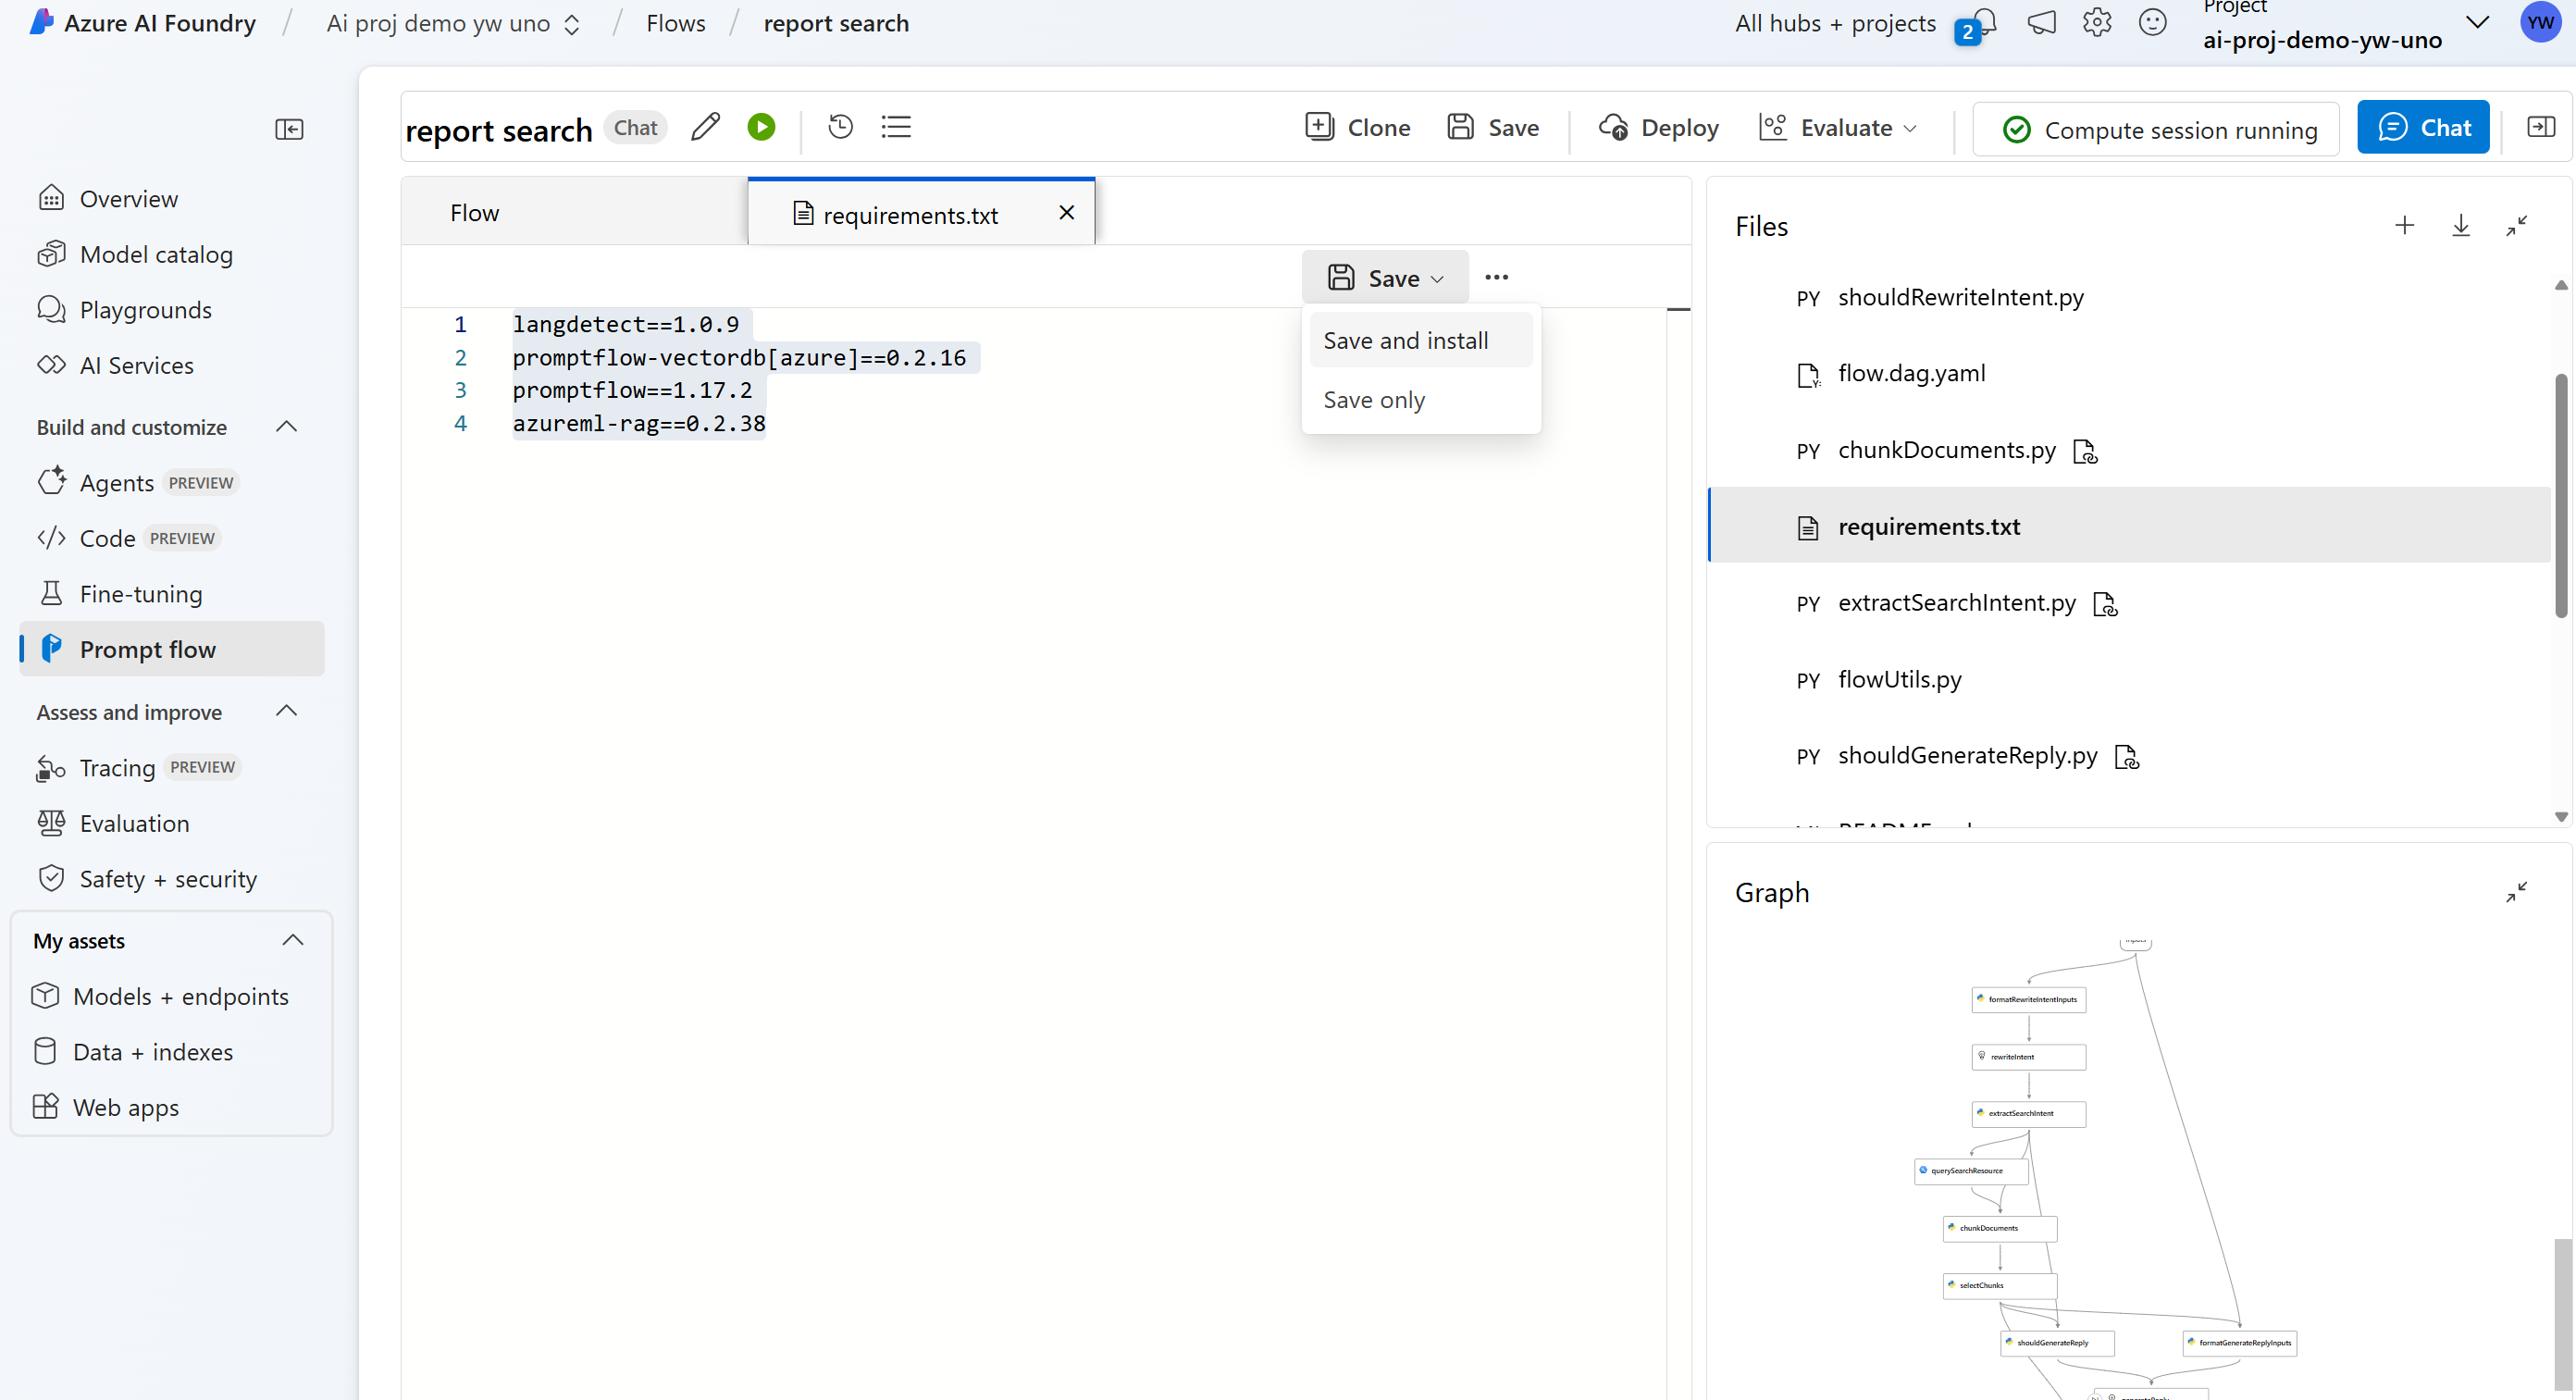 Azure AI Foundry / Ai proj demo yw uno / Flows / report search
All hubs + projects
2
Project
ai-proj-demo-yw-uno
YW
Overview
Model catalog
Playgrounds
AI Services
Build and customize
Agents PREVIEW
Code PREVIEW
Fine-tuning
Prompt flow
Assess and improve
Tracing PREVIEW
Evaluation
Safety + security
My assets
Models + endpoints
Data + indexes
Web apps
report search Chat
Clone
Save
Deploy
Evaluate
Compute session running
Chat
Flow
requirements.txt
Save
Save and install
Save only
1 langdetect==1.0.9
2 promptflow-vectordb[azure]==0.2.16
3 promptflow==1.17.2
4 azureml-rag==0.2.38
Files
PY shouldRewriteIntent.py
flow.dag.yaml
PY chunkDocuments.py
requirements.txt
PY extractSearchIntent.py
PY flowUtils.py
PY shouldGenerateReply.py
Graph
formatRewriteIntentInputs
rewriteIntent
extractSearchIntent
querySearchResource
chunkDocuments
selectChunks
shouldGenerateReply
formatGenerateReplyInputs